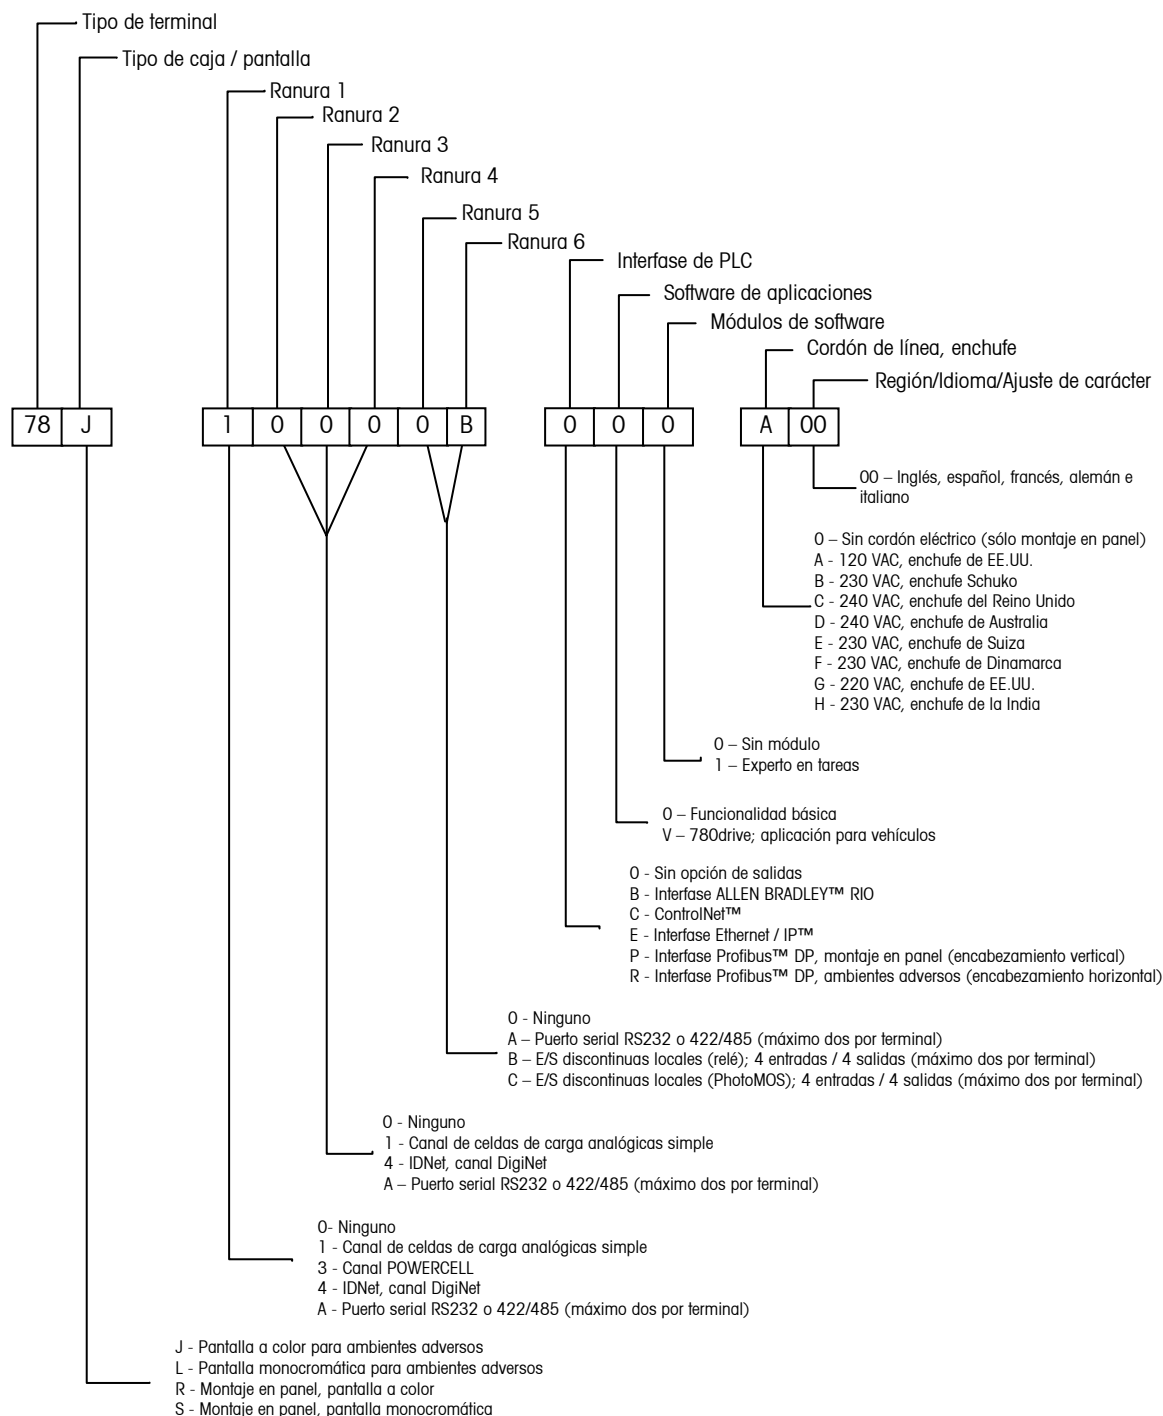 Tipo de terminal
Tipo de caja / pantalla
Ranura 1
Ranura 2
Ranura 3
Ranura 4
Ranura 5
Ranura 6
Interfase de PLC
Software de aplicaciones
Módulos de software
Cordón de línea, enchufe
Región/Idioma/Ajuste de carácter
78 J 1 0 0 0 0 B 0 0 0 A 00
00 – Inglés, español, francés, alemán e
italiano
0 – Sin cordón eléctrico (sólo montaje en panel)
A - 120 VAC, enchufe de EE.UU.
B - 230 VAC, enchufe Schuko
C - 240 VAC, enchufe del Reino Unido
D - 240 VAC, enchufe de Australia
E - 230 VAC, enchufe de Suiza
F - 230 VAC, enchufe de Dinamarca
G - 220 VAC, enchufe de EE.UU.
H - 230 VAC, enchufe de la India
0 – Sin módulo
1 – Experto en tareas
0 – Funcionalidad básica
V – 780drive; aplicación para vehículos
0 - Sin opción de salidas
B - Interfase ALLEN BRADLEY™ RIO
C - ControlNet™
E - Interfase Ethernet / IP™
P - Interfase Profibus™ DP, montaje en panel (encabezamiento vertical)
R - Interfase Profibus™ DP, ambientes adversos (encabezamiento horizontal)
0 - Ninguno
A – Puerto serial RS232 o 422/485 (máximo dos por terminal)
B – E/S discontinuas locales (relé); 4 entradas / 4 salidas (máximo dos por terminal)
C – E/S discontinuas locales (PhotoMOS); 4 entradas / 4 salidas (máximo dos por terminal)
0 - Ninguno
1 - Canal de celdas de carga analógicas simple
4 - IDNet, canal DigiNet
A – Puerto serial RS232 o 422/485 (máximo dos por terminal)
0- Ninguno
1 - Canal de celdas de carga analógicas simple
3 - Canal POWERCELL
4 - IDNet, canal DigiNet
A - Puerto serial RS232 o 422/485 (máximo dos por terminal)
J - Pantalla a color para ambientes adversos
L - Pantalla monocromática para ambientes adversos
R - Montaje en panel, pantalla a color
S - Montaje en panel, pantalla monocromática